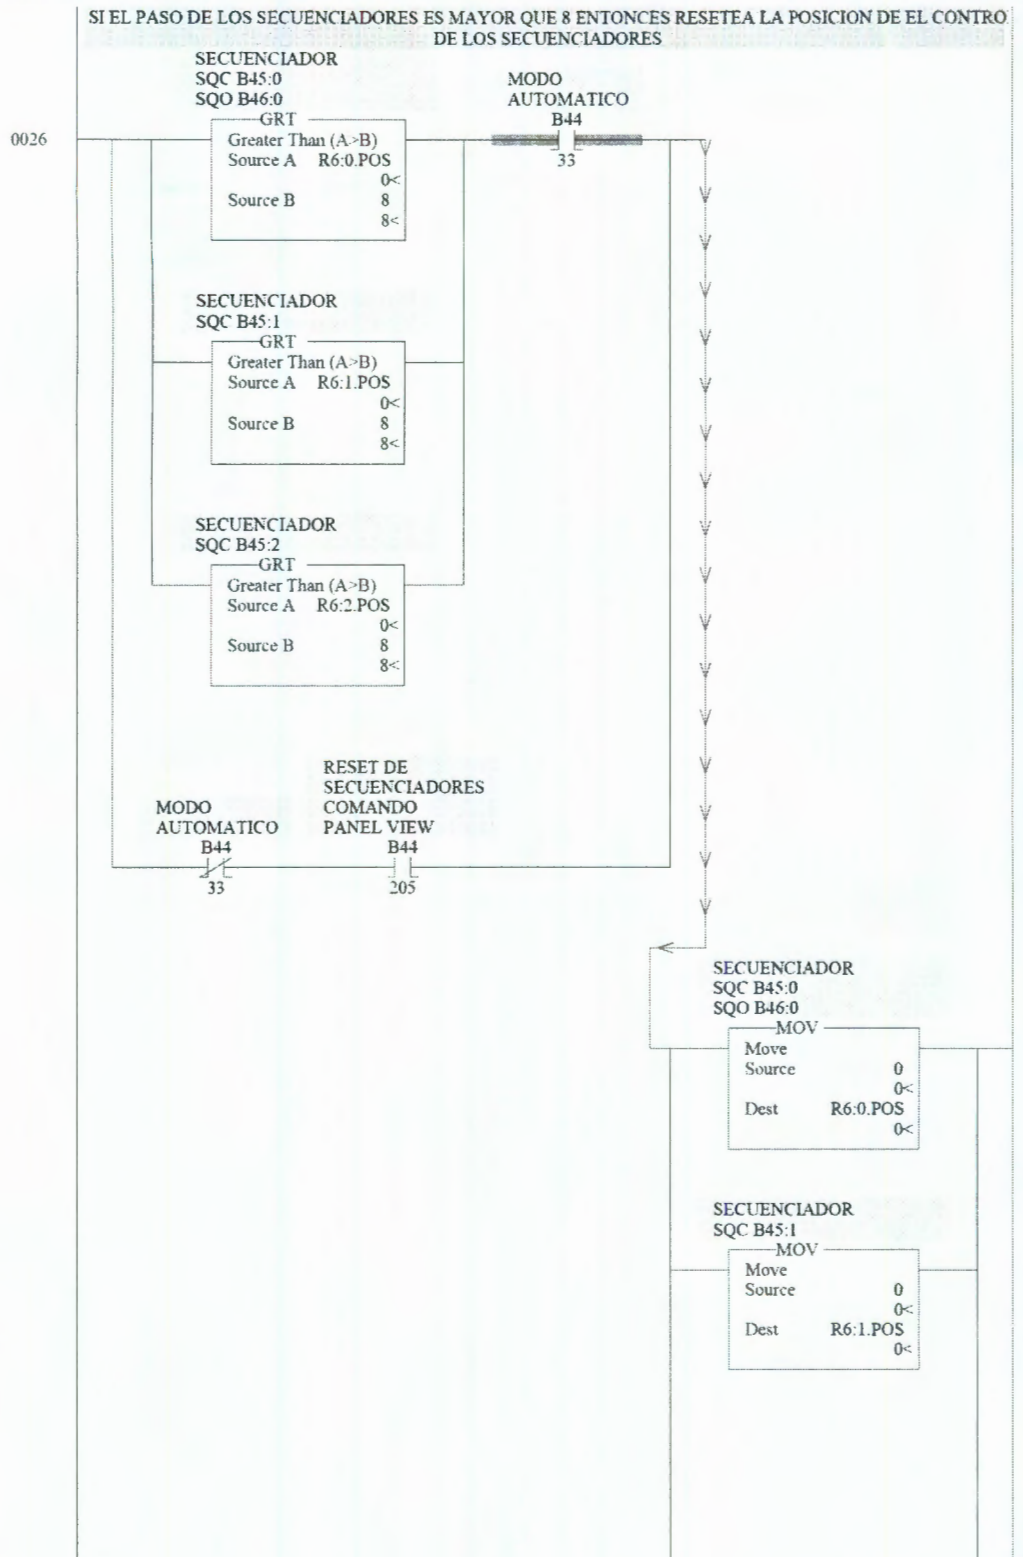 SI EL PASO DE LOS SECUENCIADORES ES MAYOR QUE 8 ENTONCES RESETEA LA POSICION DE EL CONTRO
DE LOS SECUENCIADORES
SECUENCIADOR
SQC B45:0
SQO B46:0
GRT
Greater Than (A>B)
Source A R6:0.POS
0<
Source B 8
8<
MODO
AUTOMATICO
B44
33
0026
SECUENCIADOR
SQC B45:1
GRT
Greater Than (A>B)
Source A R6:1.POS
0<
Source B 8
8<
SECUENCIADOR
SQC B45:2
GRT
Greater Than (A>B)
Source A R6:2.POS
0<
Source B 8
8<
MODO
AUTOMATICO
B44
33
RESET DE
SECUENCIADORES
COMANDO
PANEL VIEW
B44
205
SECUENCIADOR
SQC B45:0
SQO B46:0
MOV
Move
Source 0
0<
Dest R6:0.POS
0<
SECUENCIADOR
SQC B45:1
MOV
Move
Source 0
0<
Dest R6:1.POS
0<